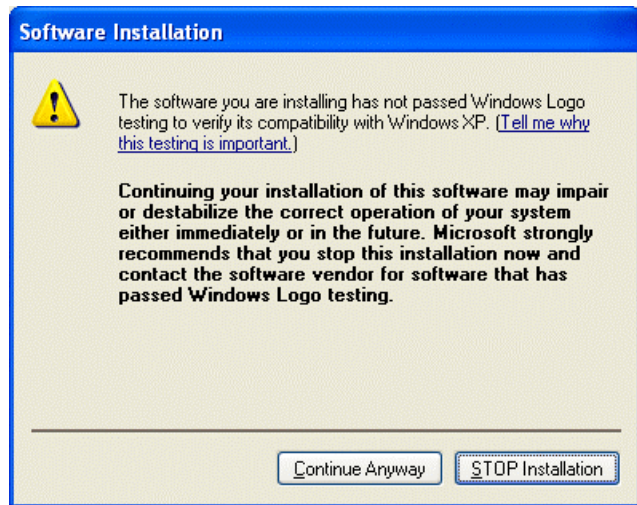 Software Installation
The software you are installing has not passed Windows Logo
testing to verify its compatibility with Windows XP. (Tell me why
this testing is important.)
Continuing your installation of this software may impair
or destabilize the correct operation of your system
either immediately or in the future. Microsoft strongly
recommends that you stop this installation now and
contact the software vendor for software that has
passed Windows Logo testing.
Continue Anyway
STOP Installation